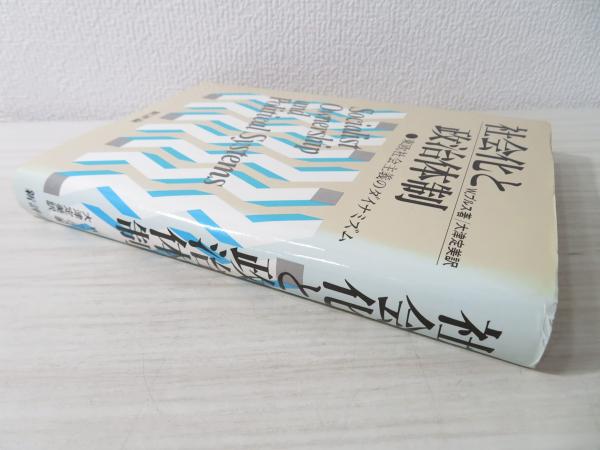 社会化と
政治体制
●東欧社会主義のダイナミズム
W.ブルス著/大津定美訳
Socialist
Ownership
and
Political Systems
社会化と政治体制